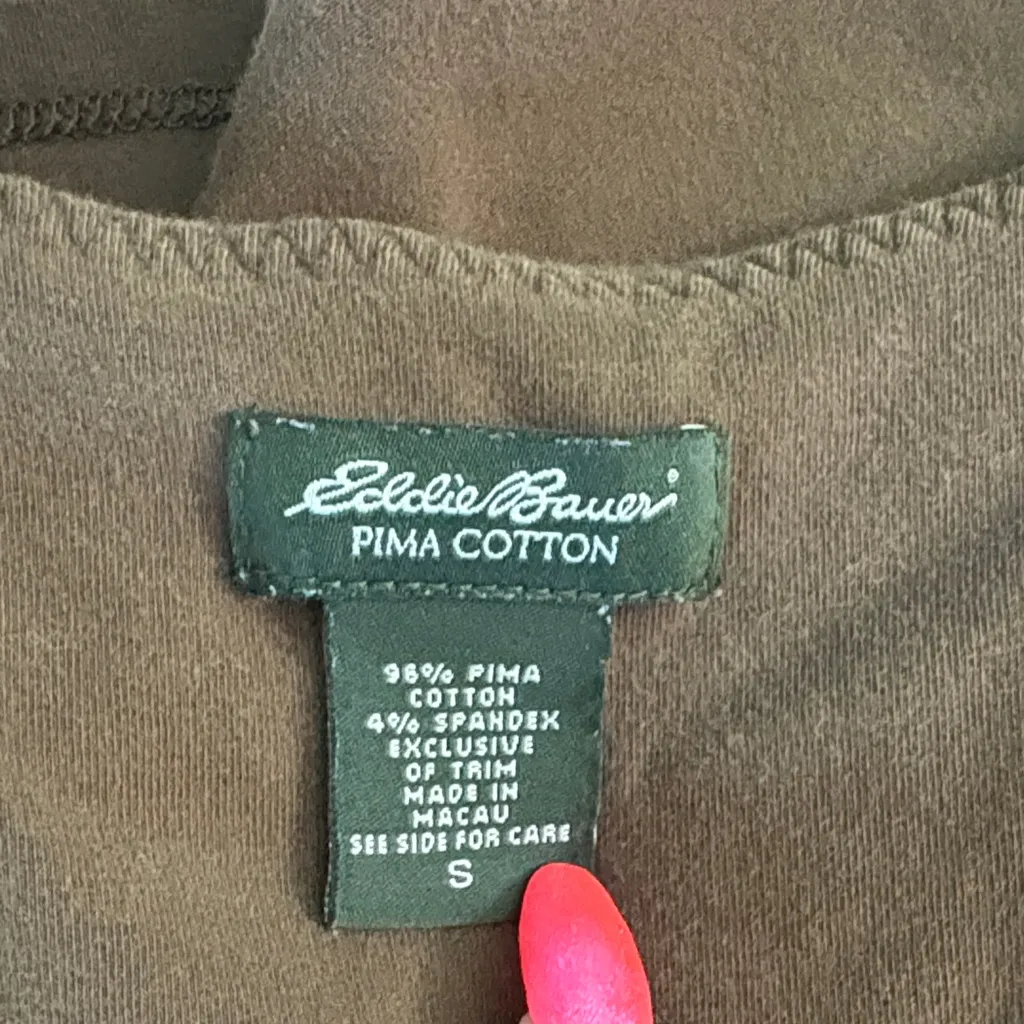 Eddie Bauer
PIMA COTTON
96% PIMA
COTTON
4% SPANDEX
EXCLUSIVE
OF TRIM
MADE IN
MACAU
SEE SIDE FOR CARE
S